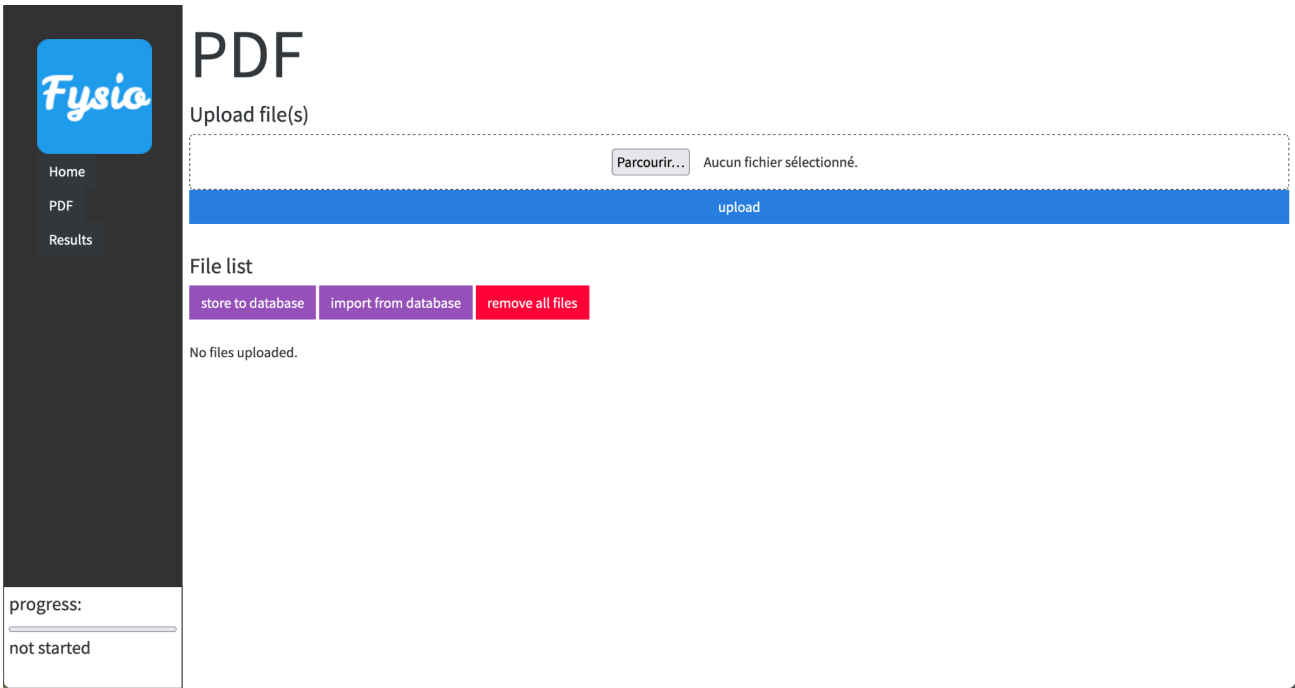 Fysio
Home
PDF
Results
progress:
not started
PDF
Upload file(s)
Parcourir... Aucun fichier sélectionné.
upload
File list
store to database import from database remove all files
No files uploaded.